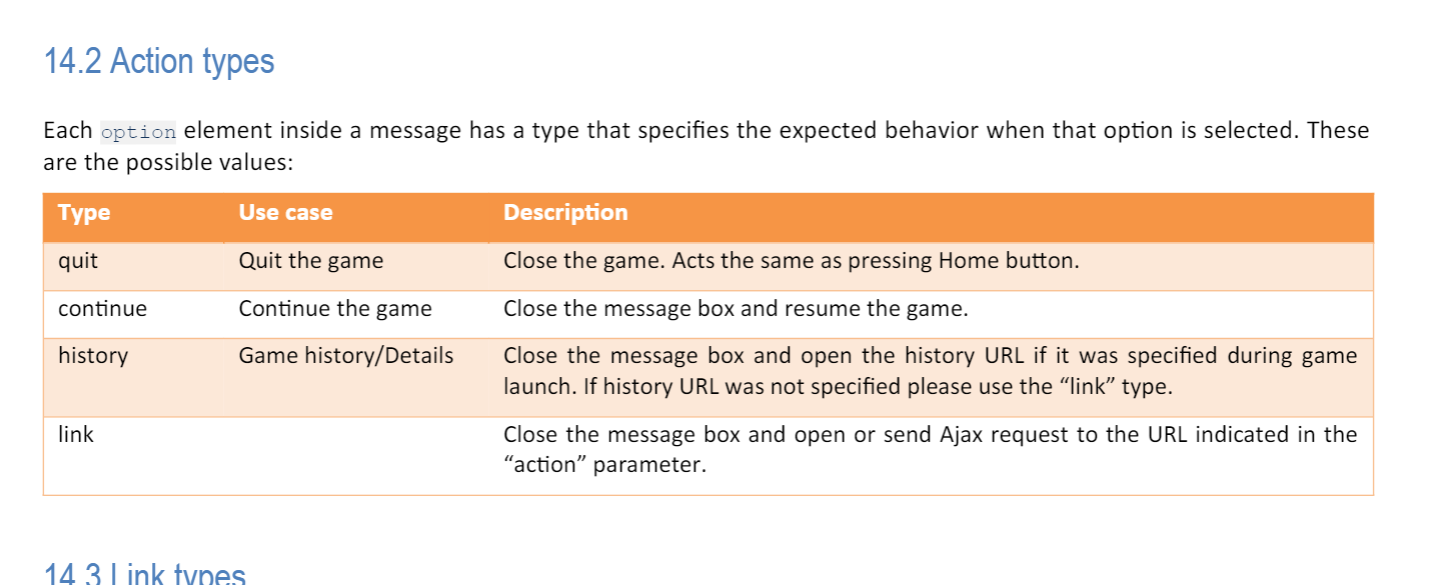 14.2 Action types
Each option element inside a message has a type that specifies the expected behavior when that option is selected. These
are the possible values:
Type Use case Description
quit Quit the game Close the game. Acts the same as pressing Home button.
continue Continue the game Close the message box and resume the game.
history Game history/Details Close the message box and open the history URL if it was specified during game
launch. If history URL was not specified please use the “link” type.
link Close the message box and open or send Ajax request to the URL indicated in the
“action” parameter.
14.3 Link types